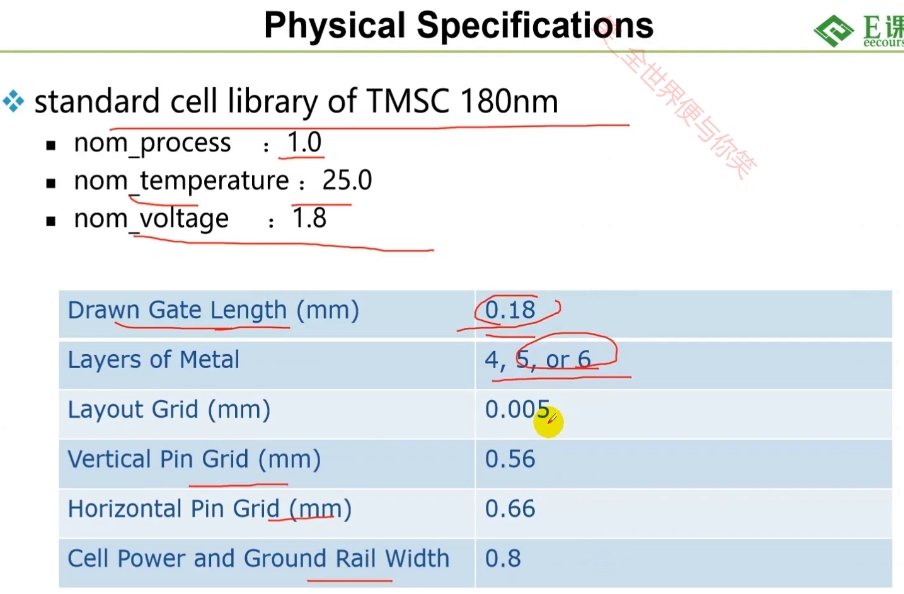 Physical Specifications
E课
eecours
全世界便与你笑
standard cell library of TMSC 180nm
nom_process : 1.0
nom_temperature : 25.0
nom_voltage : 1.8
Drawn Gate Length (mm) 0.18
Layers of Metal 4, 5, or 6
Layout Grid (mm) 0.005
Vertical Pin Grid (mm) 0.56
Horizontal Pin Grid (mm) 0.66
Cell Power and Ground Rail Width 0.8